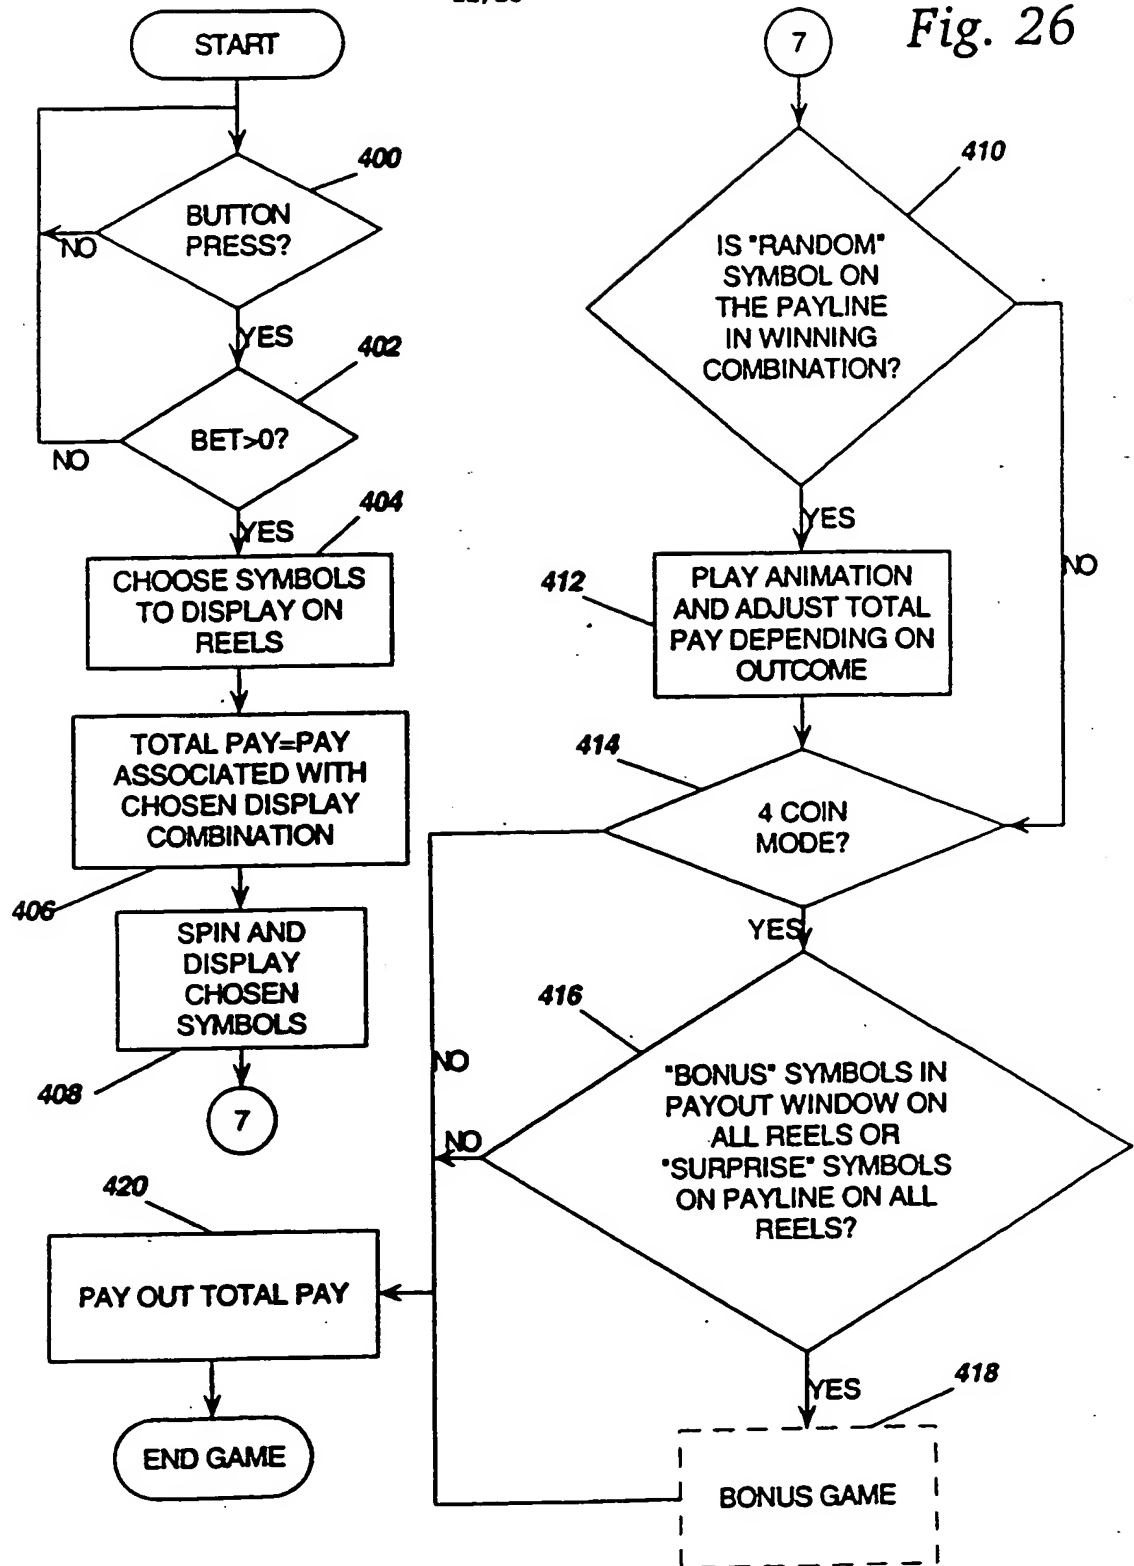 Fig. 26
START
400
BUTTON
PRESS?
NO
YES
402
BET>0?
NO
YES
404
CHOOSE SYMBOLS
TO DISPLAY ON
REELS
TOTAL PAY=PAY
ASSOCIATED WITH
CHOSEN DISPLAY
COMBINATION
406
SPIN AND
DISPLAY
CHOSEN
SYMBOLS
408
7
420
PAY OUT TOTAL PAY
END GAME
7
410
IS "RANDOM"
SYMBOL ON
THE PAYLINE
IN WINNING
COMBINATION?
YES
NO
412
PLAY ANIMATION
AND ADJUST TOTAL
PAY DEPENDING ON
OUTCOME
414
4 COIN
MODE?
YES
NO
416
"BONUS" SYMBOLS IN
PAYOUT WINDOW ON
ALL REELS OR
"SURPRISE" SYMBOLS
ON PAYLINE ON ALL
REELS?
NO
YES
418
BONUS GAME